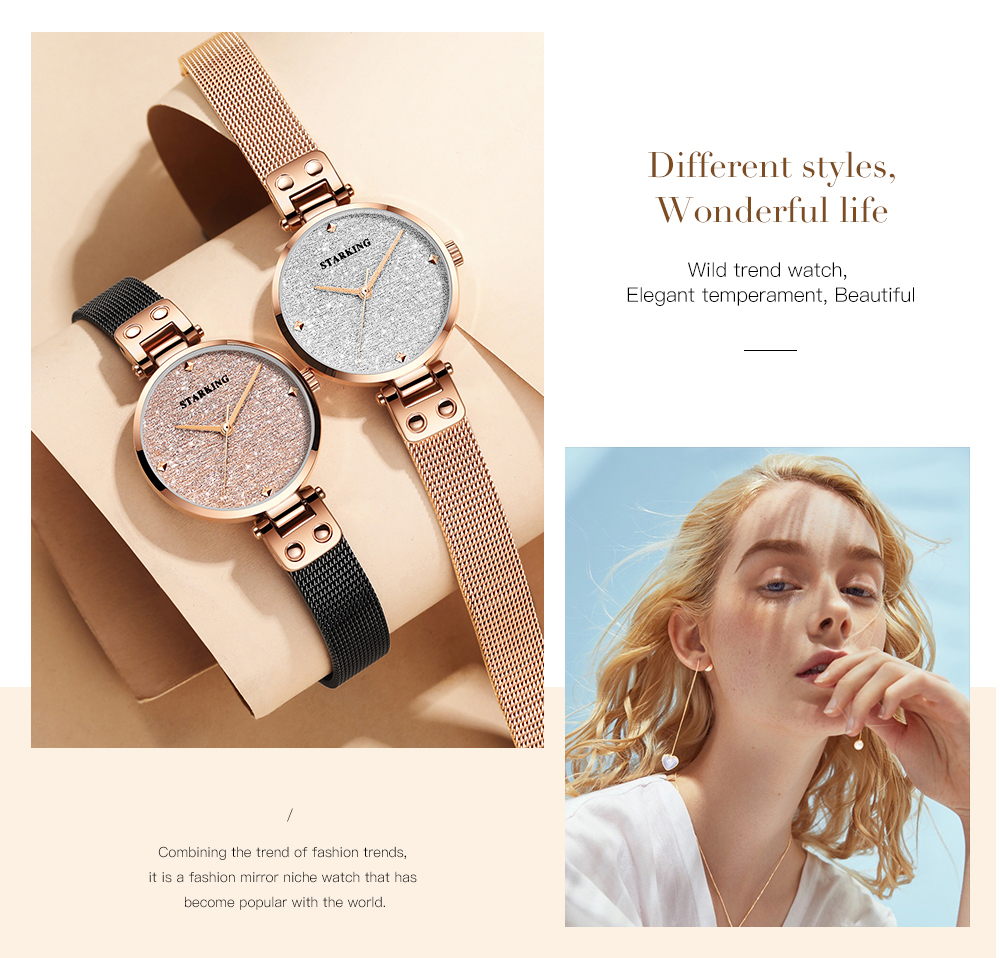 STARKING
STARKING
Different styles,
Wonderful life
Wild trend watch,
Elegant temperament, Beautiful
/
Combining the trend of fashion trends,
it is a fashion mirror niche watch that has
become popular with the world.